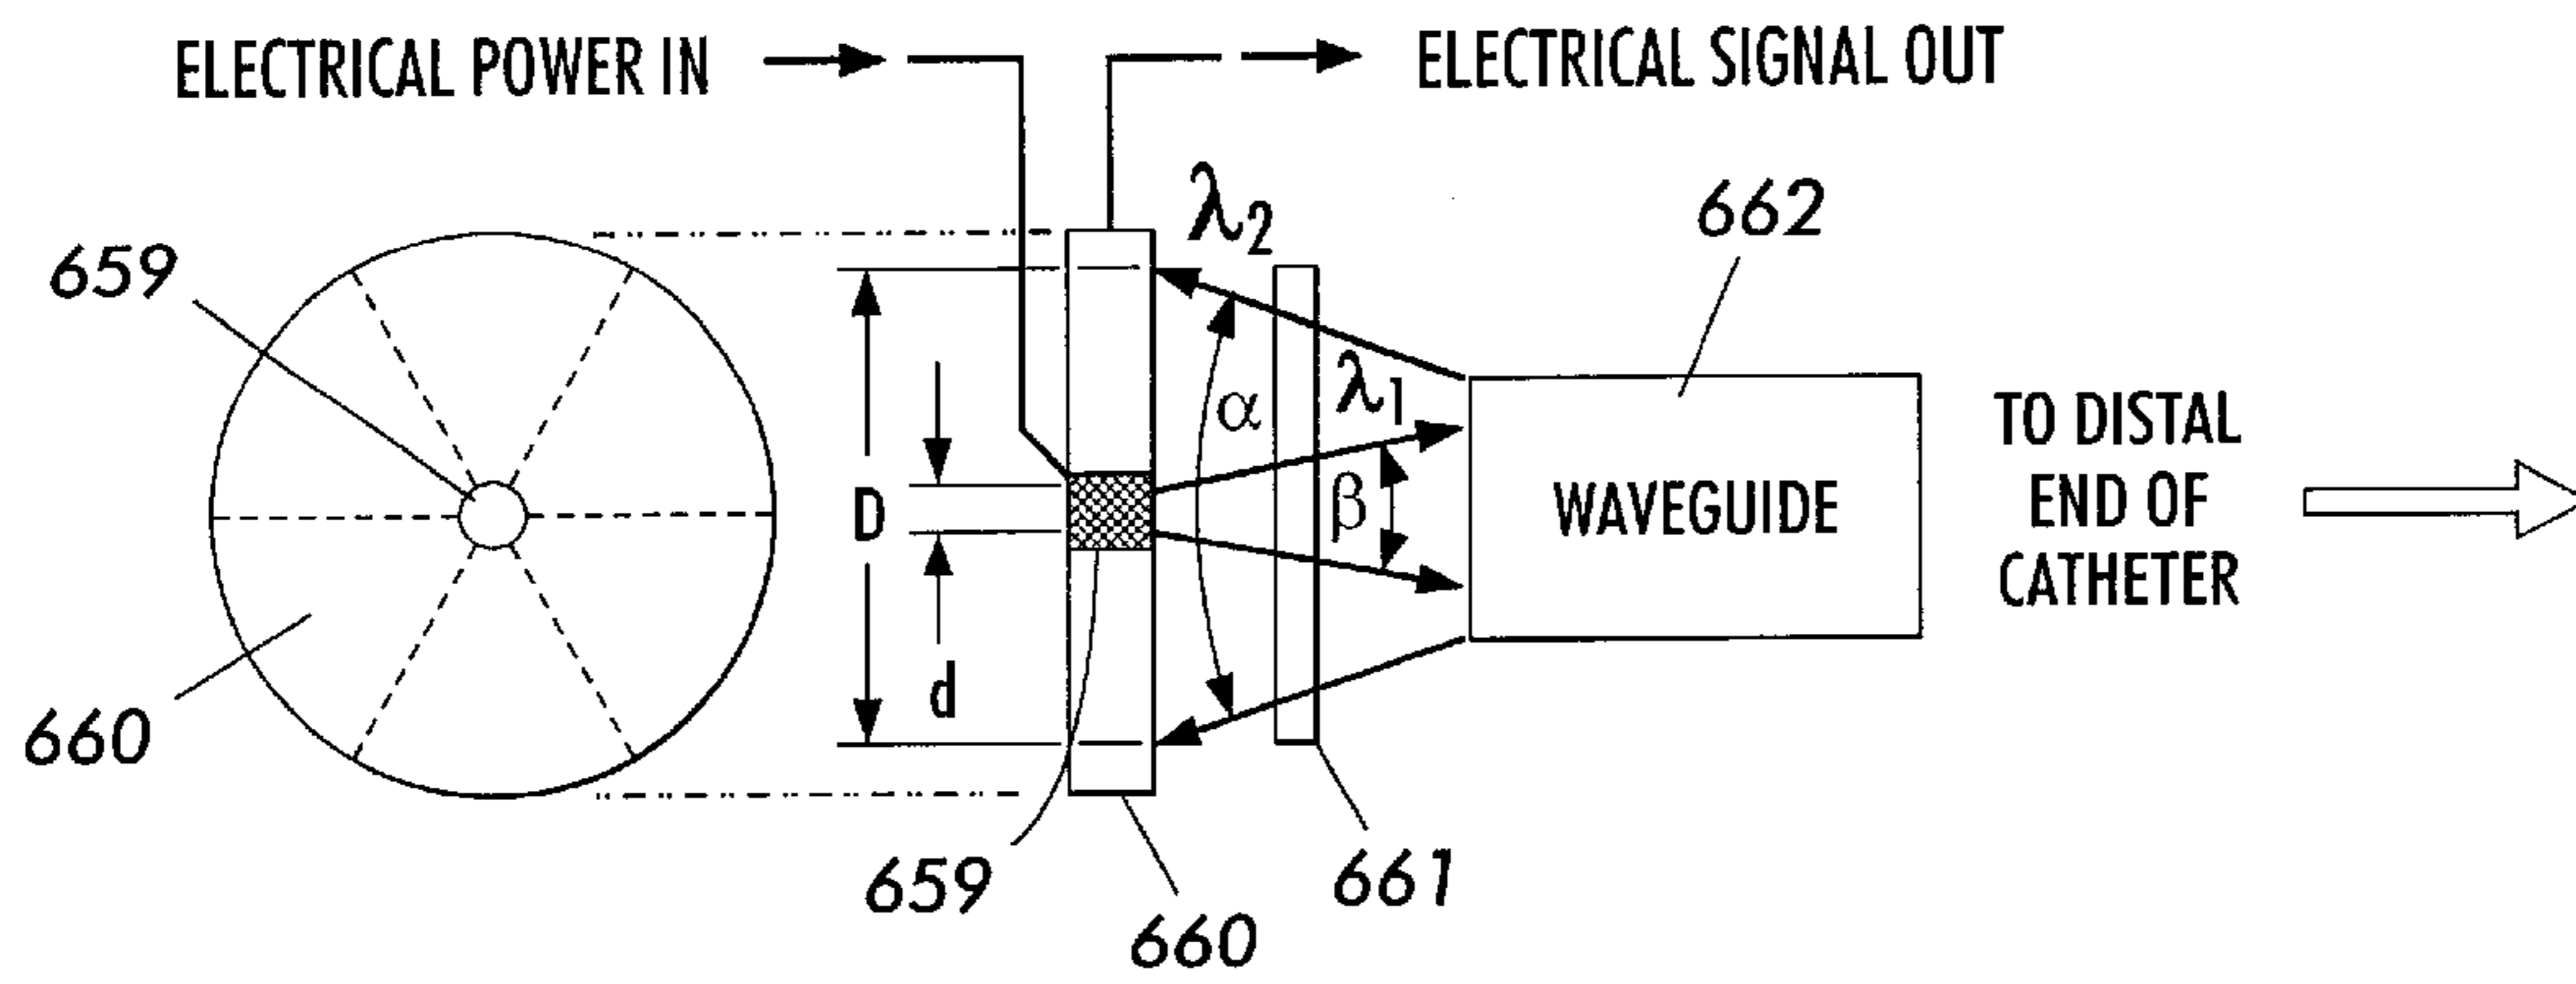 ELECTRICAL POWER IN
ELECTRICAL SIGNAL OUT
λ2
662
659
α
λ1
D
β
WAVEGUIDE
TO DISTAL
END OF
CATHETER
d
660
659
661
660